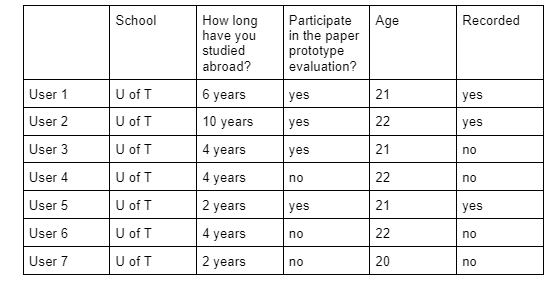 School How long have you studied abroad? Participate in the paper prototype evaluation? Age Recorded
User 1 U of T 6 years yes 21 yes
User 2 U of T 10 years yes 22 yes
User 3 U of T 4 years yes 21 no
User 4 U of T 4 years no 22 no
User 5 U of T 2 years yes 21 yes
User 6 U of T 4 years no 22 no
User 7 U of T 2 years no 20 no